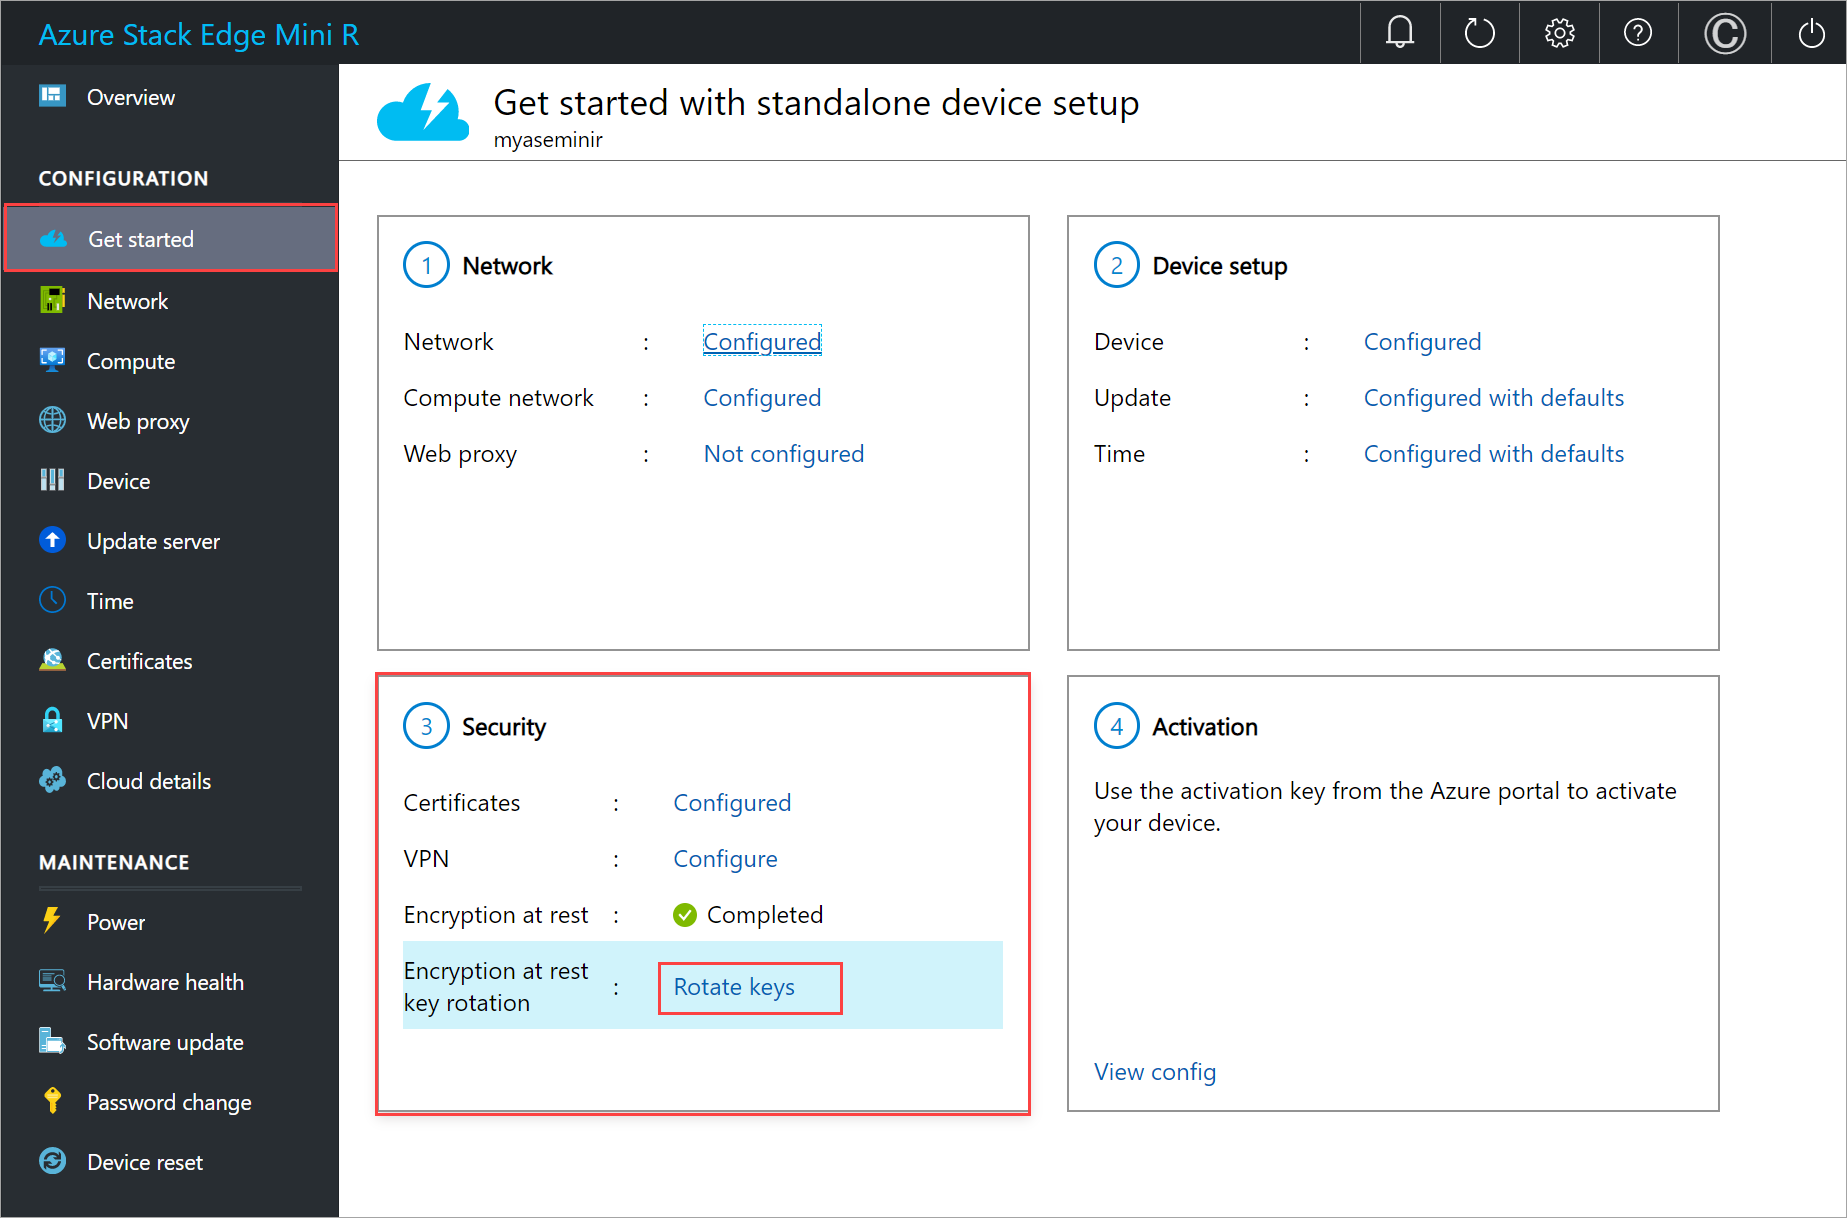 Azure Stack Edge Mini R
Overview
CONFIGURATION
Get started
Network
Compute
Web proxy
Device
Update server
Time
Certificates
VPN
Cloud details
MAINTENANCE
Power
Hardware health
Software update
Password change
Device reset
Get started with standalone device setup
myaseminir
1 Network
Network : Configured
Compute network : Configured
Web proxy : Not configured
2 Device setup
Device : Configured
Update : Configured with defaults
Time : Configured with defaults
3 Security
Certificates : Configured
VPN : Configure
Encryption at rest : Completed
Encryption at rest
key rotation : Rotate keys
4 Activation
Use the activation key from the Azure portal to activate
your device.
View config